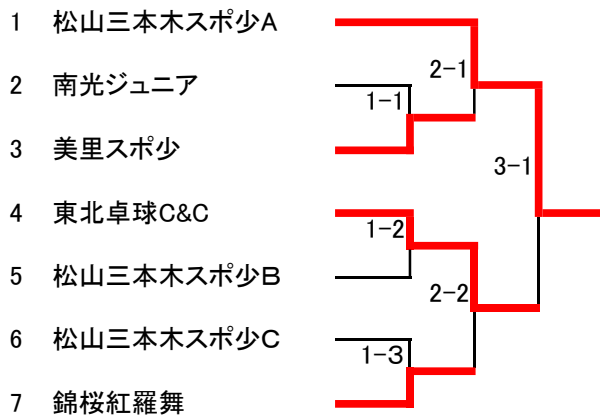 1 松山三本木スポ少A
2-1
2 南光ジュニア
1-1
3 美里スポ少
3-1
4 東北卓球C&C
1-2
5 松山三本木スポ少B
2-2
6 松山三本木スポ少C
1-3
7 錦桜紅羅舞